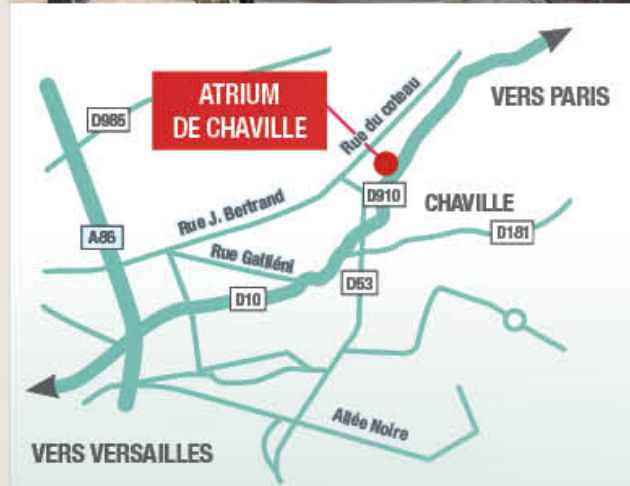 ATRIUM
DE CHAVILLE
VERS PARIS
D985
Rue du coteau
D910
CHAVILLE
Rue J. Bertrand
D181
A86
Rue Galliéni
D53
D10
Allée Noire
VERS VERSAILLES